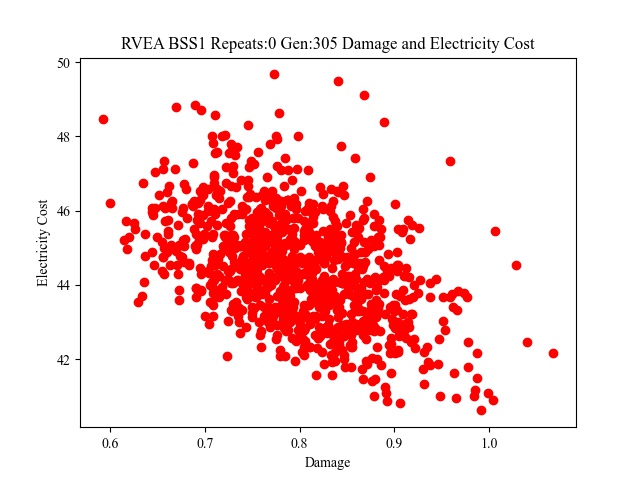 RVEA BSS1 Repeats:0 Gen:305 Damage and Electricity Cost
50
48
46
44
42
Electricity Cost
0.6 0.7 0.8 0.9 1.0
Damage